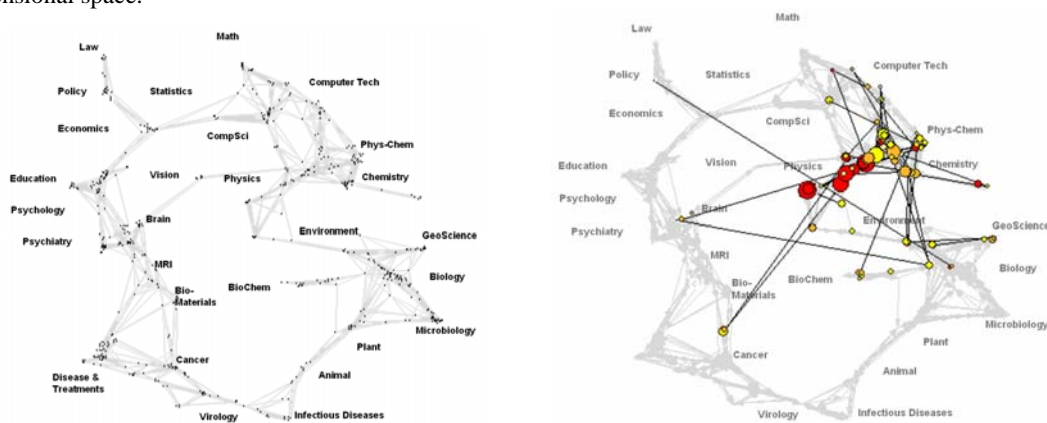 ensional space.
Law
Math
Policy
Statistics
Computer Tech
Economics
CompSci
Phys-Chem
Education
Vision
Physics
Chemistry
Psychology
Brain
Environment
GeoScience
Psychiatry
MRI
Biology
Bio-
Materials
BioChem
Microbiology
Plant
Cancer
Disease &
Treatments
Animal
Virology
Infectious Diseases
Law
Math
Policy
Statistics
Computer Tech
Economics
CompSci
Phys-Chem
Education
Vision
Physics
Chemistry
Psychology
Brain
Environment
GeoScience
Psychiatry
MRI
Biology
Bio-
Materials
BioChem
Microbiology
Plant
Cancer
Disease &
Treatments
Animal
Virology
Infectious Diseases